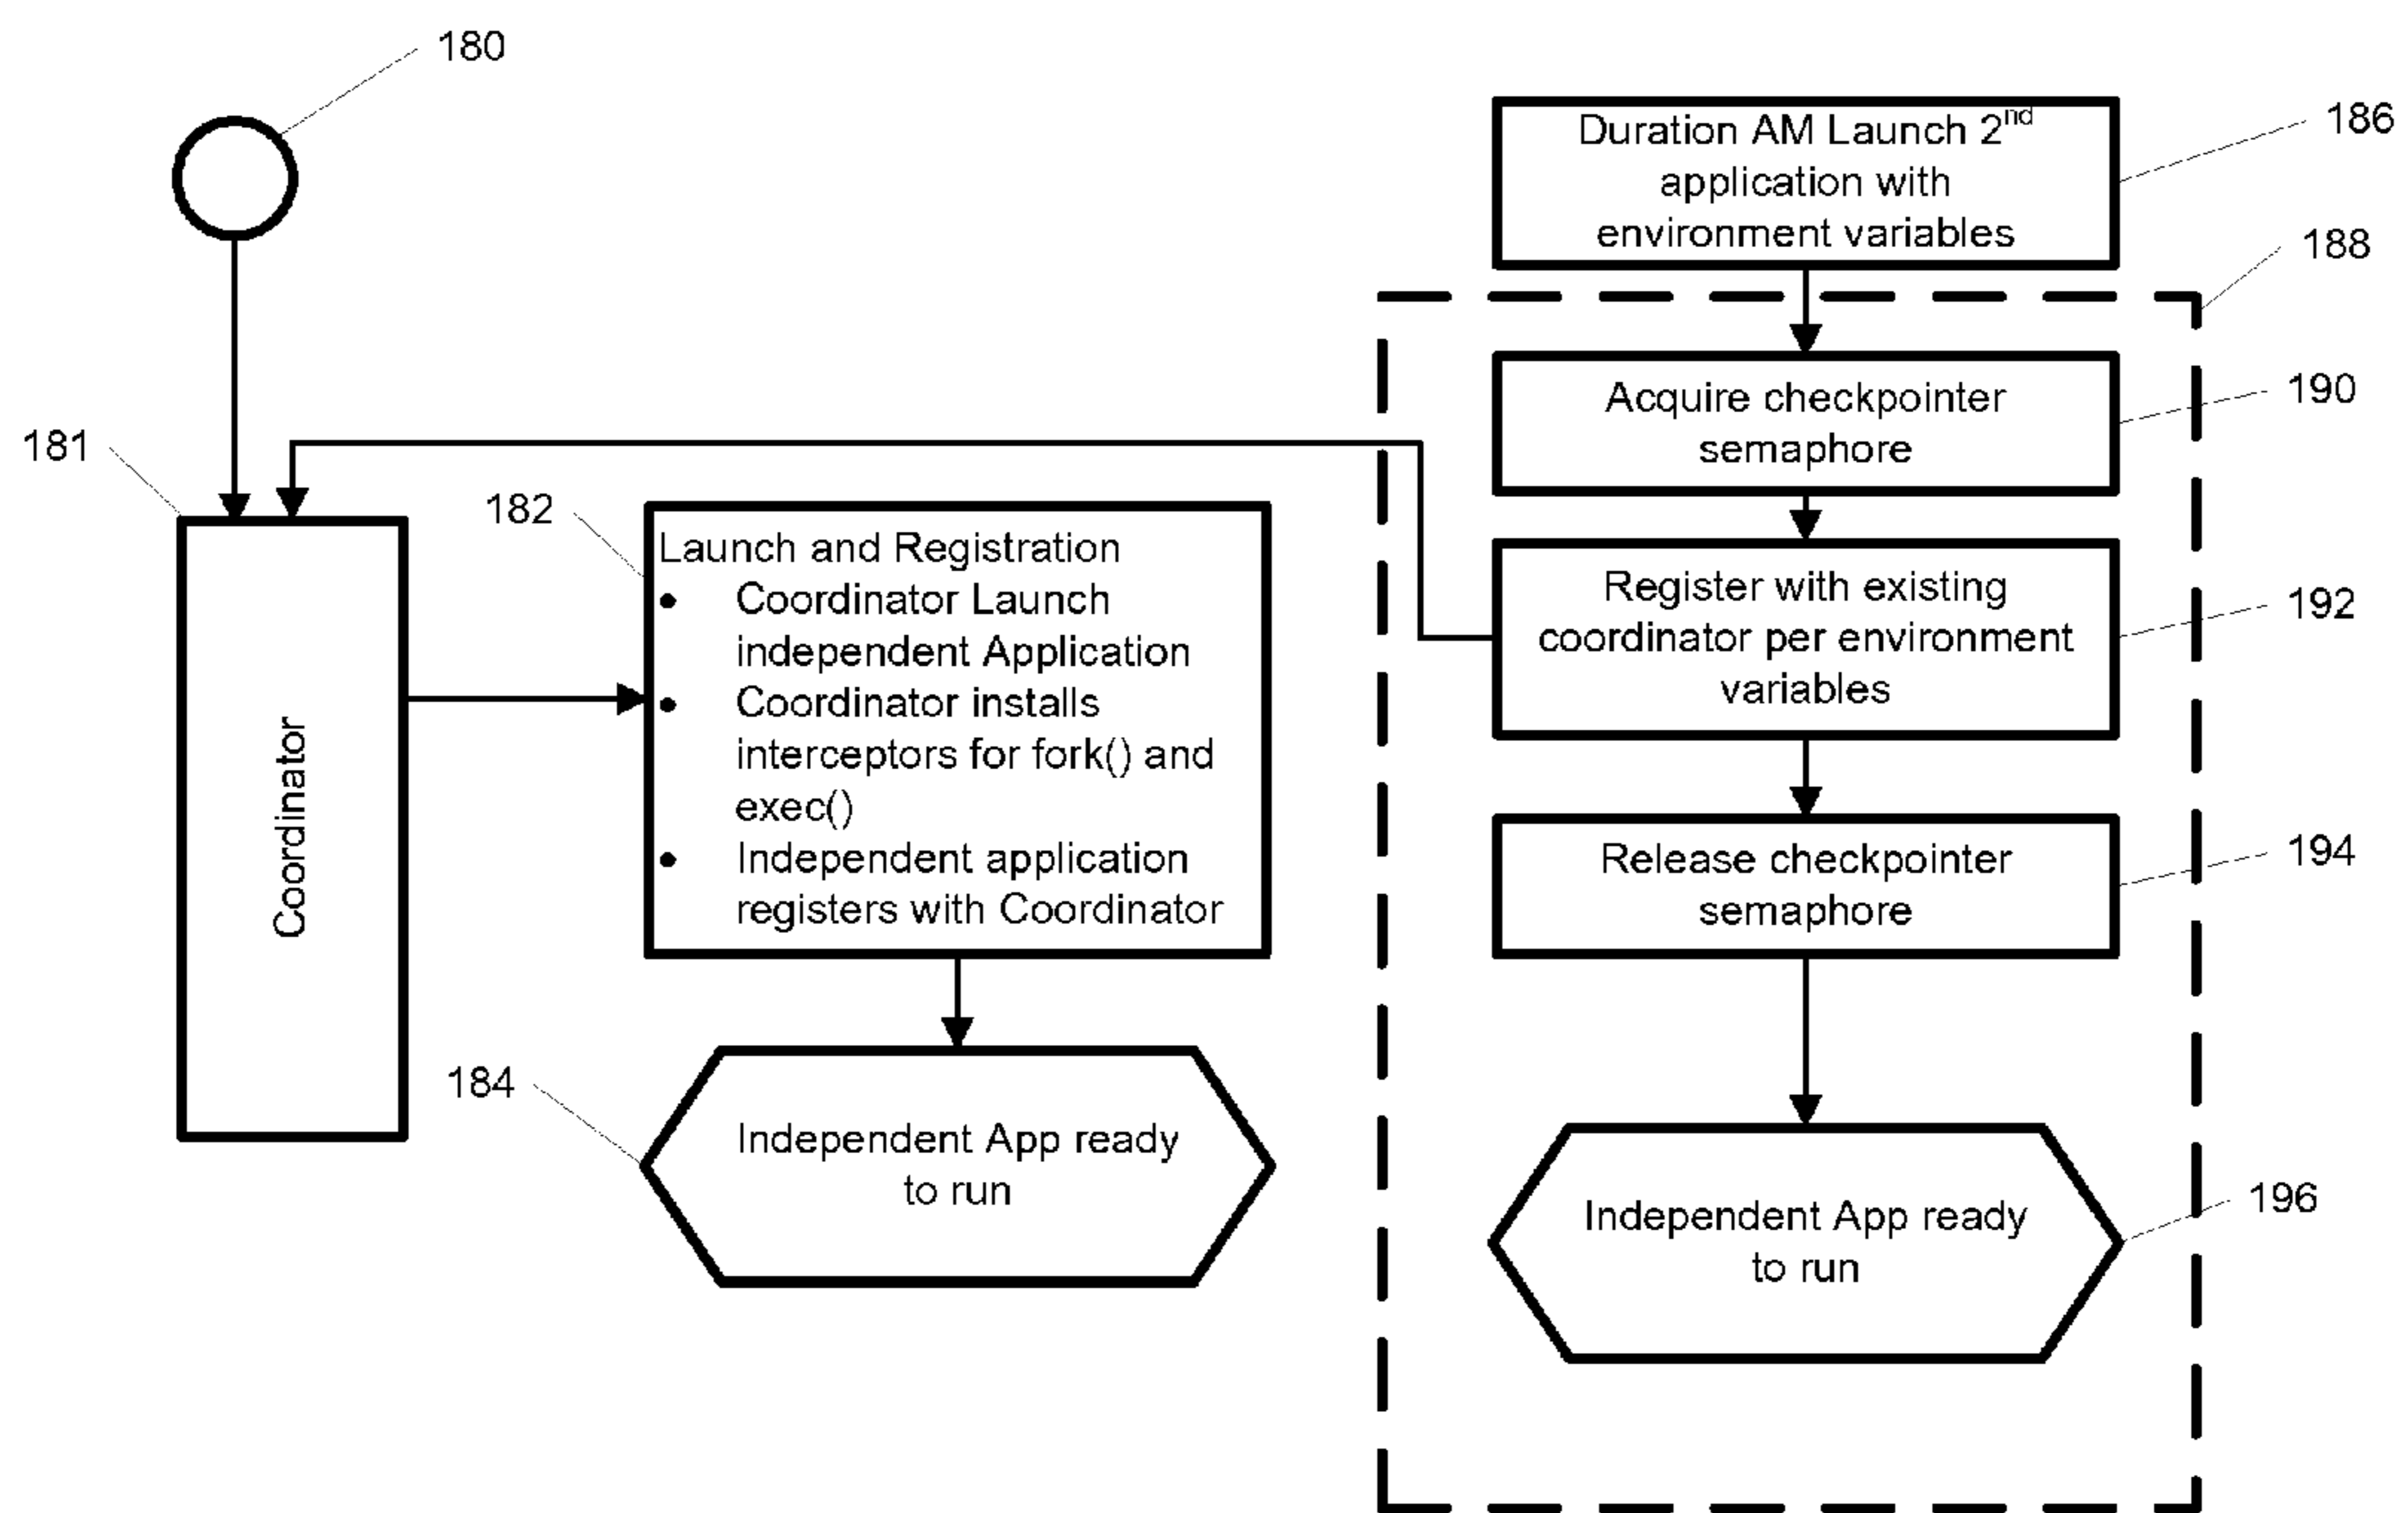 180
186
Duration AM Launch 2nd
application with
environment variables
188
190
Acquire checkpointer
semaphore
181
182
Launch and Registration
• Coordinator Launch
independent Application
• Coordinator installs
interceptors for fork() and
exec()
• Independent application
registers with Coordinator
192
Register with existing
coordinator per environment
variables
Coordinator
194
Release checkpointer
semaphore
184
Independent App ready
to run
196
Independent App ready
to run